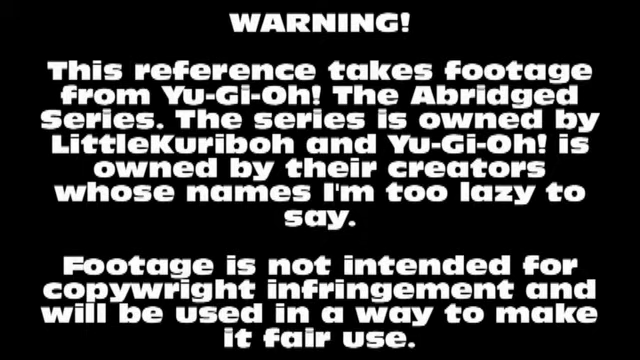 WARNING!
This reference takes footage
from Yu-Gi-Oh! The Abridged
Series. The series is owned by
LittleKuriboh and Yu-Gi-Oh! is
owned by their creators
whose names I'm too lazy to
say.
Footage is not intended for
copywright infringement and
will be used in a way to make
it fair use.